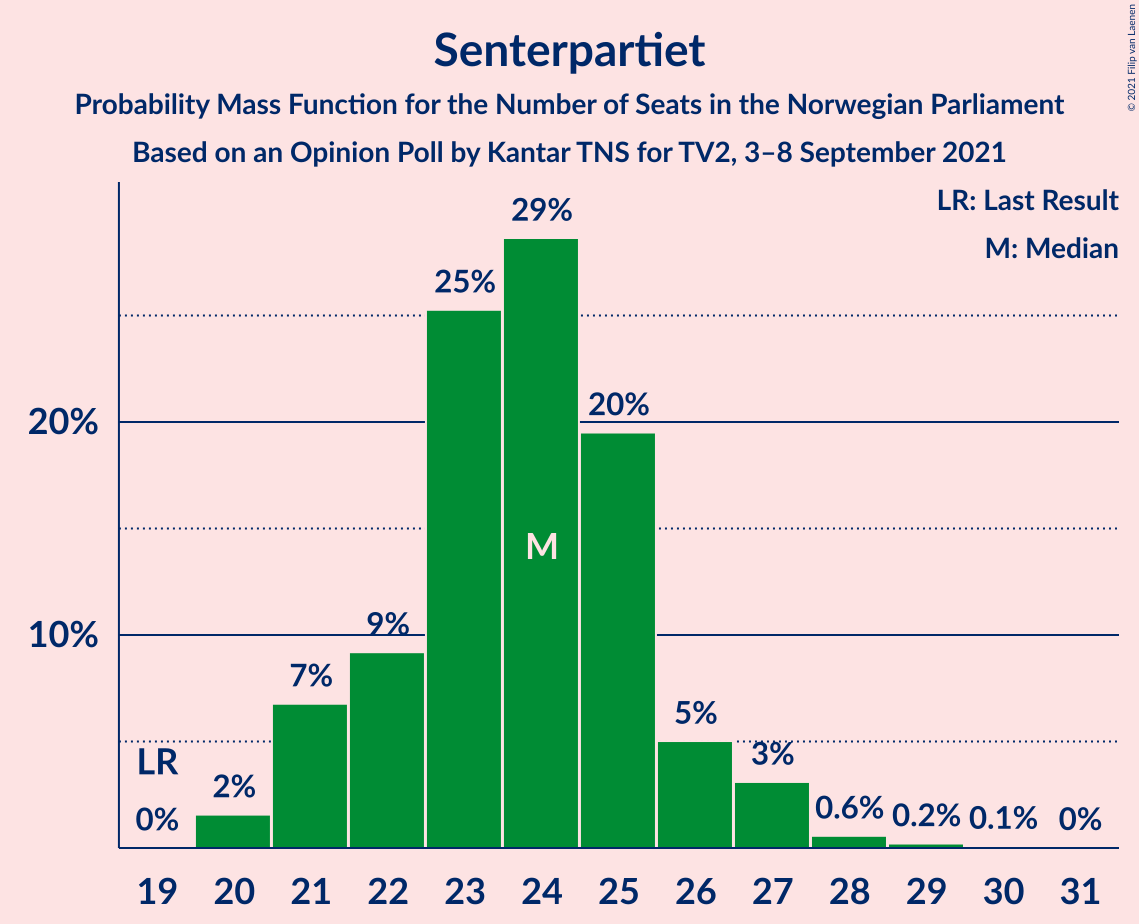 Senterpartiet
Probability Mass Function for the Number of Seats in the Norwegian Parliament
Based on an Opinion Poll by Kantar TNS for TV2, 3–8 September 2021
© 2021 Filip van Laenen
LR: Last Result
M: Median
29%
25%
20%
20%
M
9%
10%
7%
5%
3%
LR
2%
0%
0.6%
0.2%
0.1%
0%
19 20 21 22 23 24 25 26 27 28 29 30 31